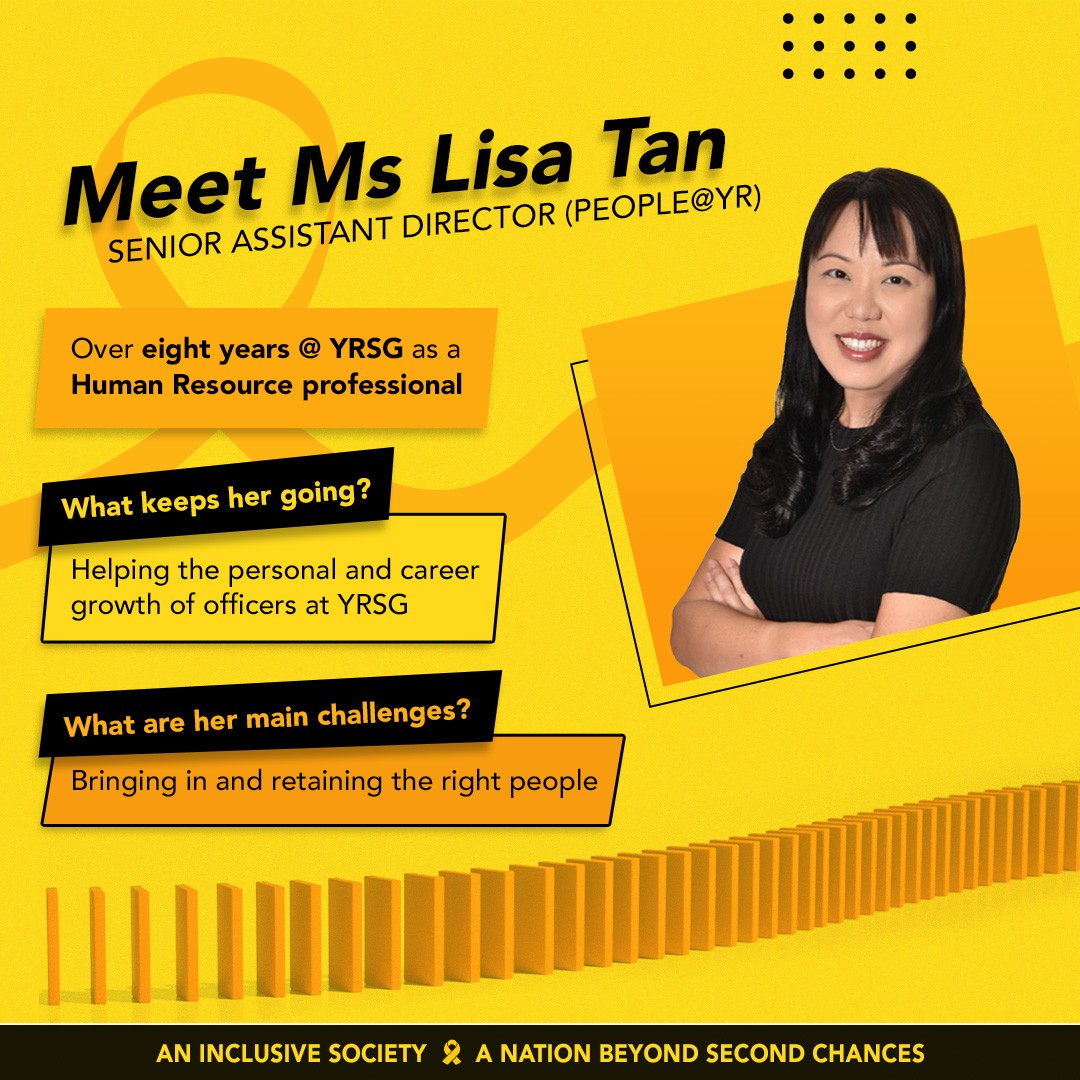 Meet Ms Lisa Tan
SENIOR ASSISTANT DIRECTOR (PEOPLE@YR)
Over eight years @ YRSG as a
Human Resource professional
What keeps her going?
Helping the personal and career
growth of officers at YRSG
What are her main challenges?
Bringing in and retaining the right people
AN INCLUSIVE SOCIETY A NATION BEYOND SECOND CHANCES